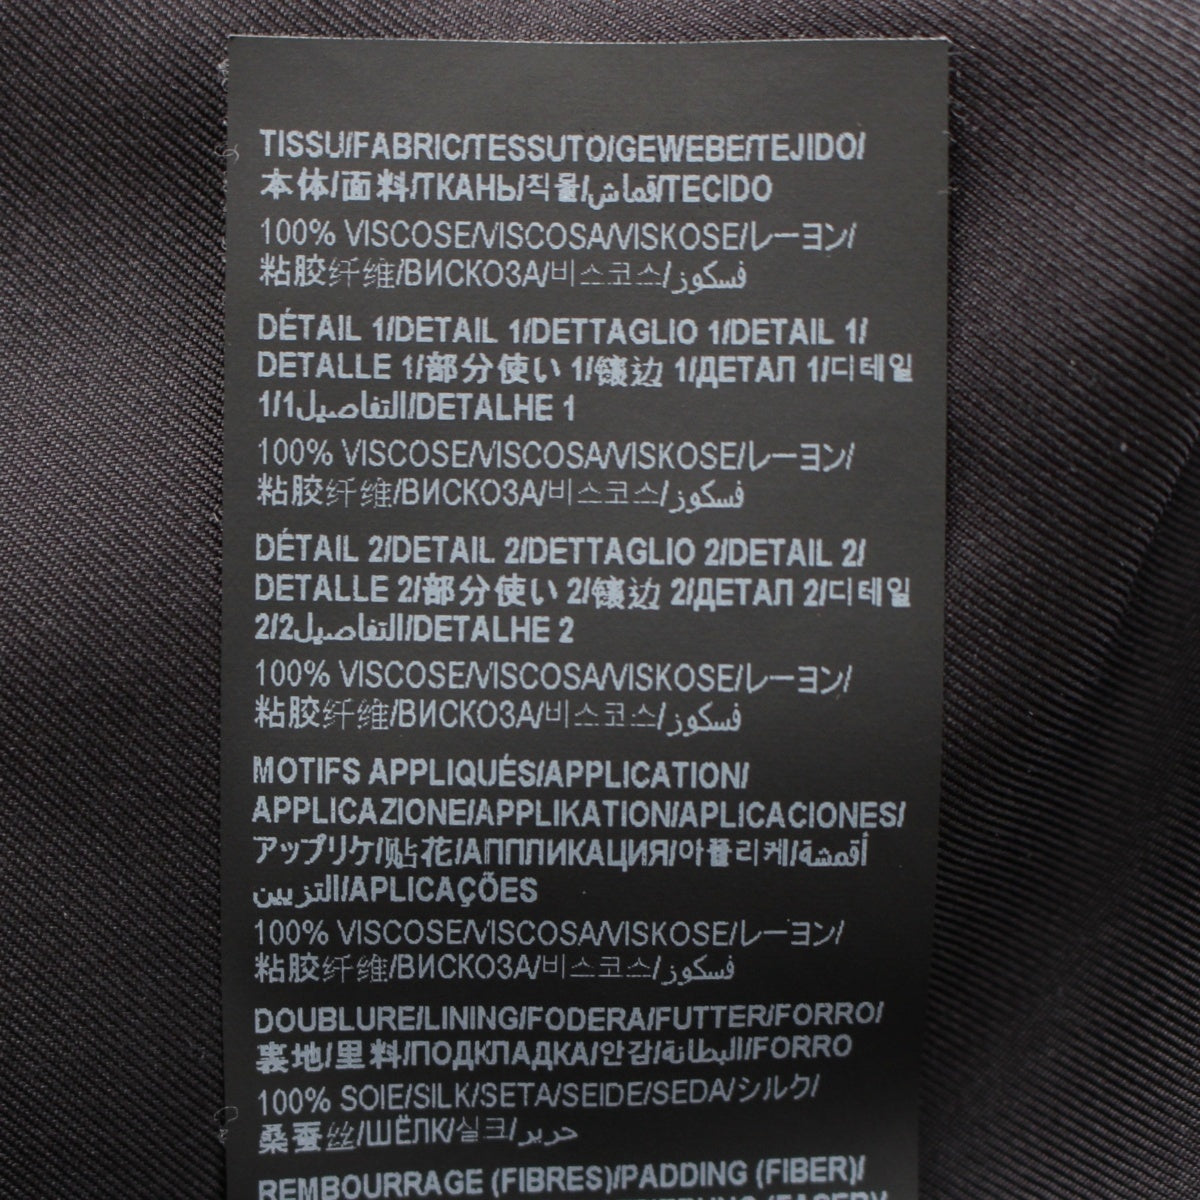 TISSU/FABRIC/TESSUTO/GEWEBE/TEJIDO/
本体/面料/ТКАНЬ/직물/قماش/TECIDO
100% VISCOSE/VISCOSA/VISKOSE/レーヨン/
粘胶纤维/ВИСКОЗА/비스코스/فسكوز
DÉTAIL 1/DETAIL 1/DETTAGLIO 1/DETAIL 1/
DETALLE 1/部分使い 1/镶边 1/ДЕТАЛ 1/디테일
1/1التفاصيل/DETALHE 1
100% VISCOSE/VISCOSA/VISKOSE/レーヨン/
粘胶纤维/ВИСКОЗА/비스코스/فسكوز
DÉTAIL 2/DETAIL 2/DETTAGLIO 2/DETAIL 2/
DETALLE 2/部分使い 2/镶边 2/ДЕТАЛ 2/디테일
2/2التفاصيل/DETALHE 2
100% VISCOSE/VISCOSA/VISKOSE/レーヨン/
粘胶纤维/ВИСКОЗА/비스코스/فسكوز
MOTIFS APPLIQUÉS/APPLICATION/
APPLICAZIONE/APPLIKATION/APLICACIONES/
アップリケ/贴花/АППЛИКАЦИЯ/아플리케/أقمشة
التزيين/APLICAÇÕES
100% VISCOSE/VISCOSA/VISKOSE/レーヨン/
粘胶纤维/ВИСКОЗА/비스코스/فسكوز
DOUBLURE/LINING/FODERA/FUTTER/FORRO/
裏地/里料/ПОДКЛАДКА/안감/البطانة/FORRO
100% SOIE/SILK/SETA/SEIDE/SEDA/シルク/
桑蚕丝/ШЁЛК/실크/حرير
REMBOURRAGE (FIBRES)/PADDING (FIBER)/